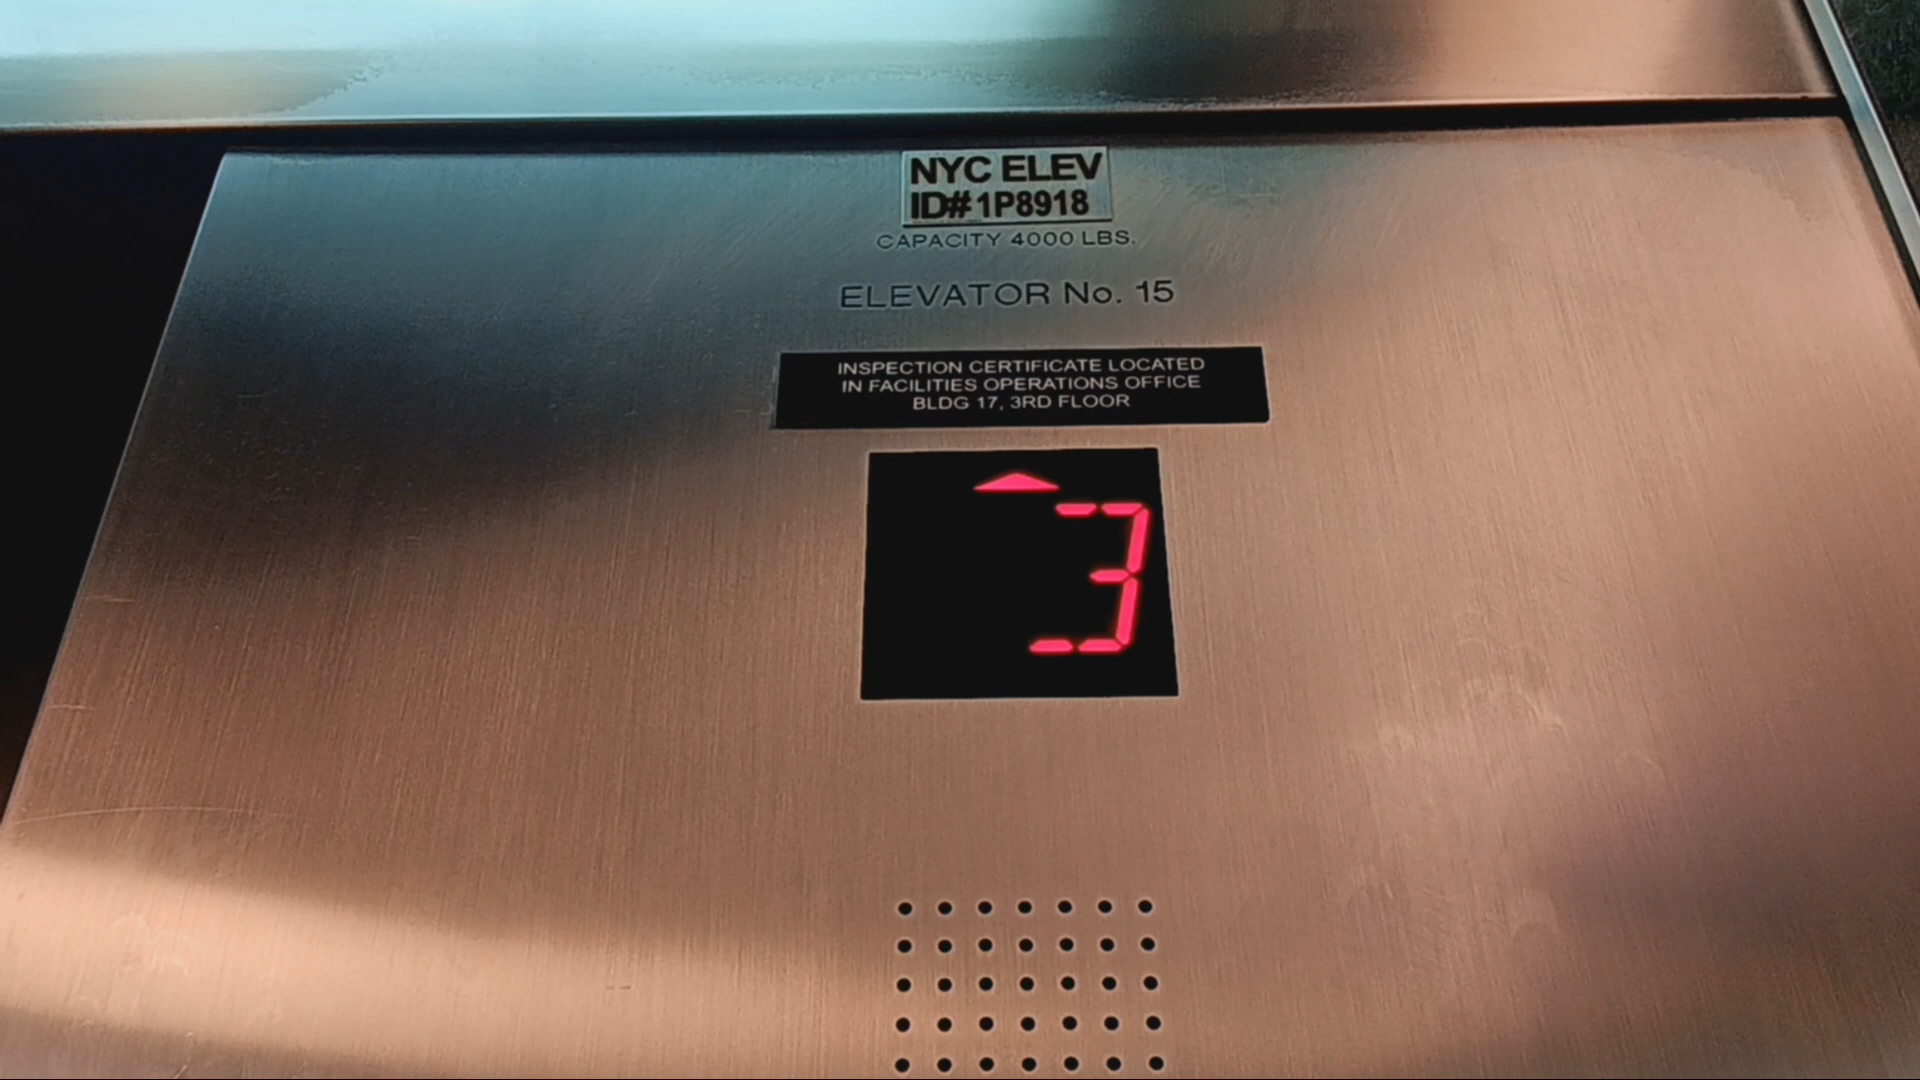 NYC ELEV
ID# 1P8918
CAPACITY 4000 LBS.
ELEVATOR No. 15
INSPECTION CERTIFICATE LOCATED
IN FACILITIES OPERATIONS OFFICE
BLDG 17, 3RD FLOOR
3